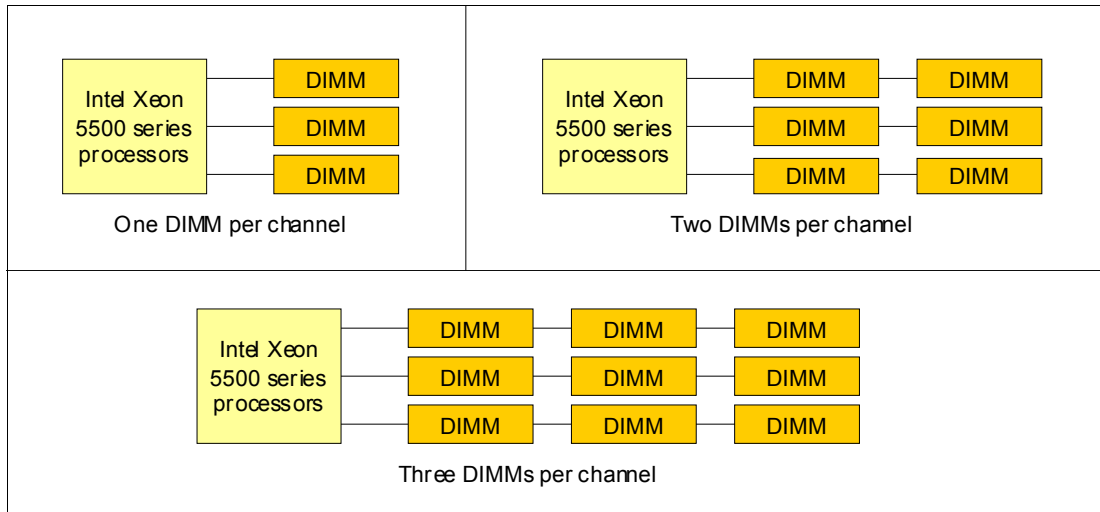 Intel Xeon
5500 series
processors
DIMM
DIMM
DIMM
One DIMM per channel
Intel Xeon
5500 series
processors
DIMM DIMM
DIMM DIMM
DIMM DIMM
Two DIMMs per channel
Intel Xeon
5500 series
processors
DIMM DIMM DIMM
DIMM DIMM DIMM
DIMM DIMM DIMM
Three DIMMs per channel